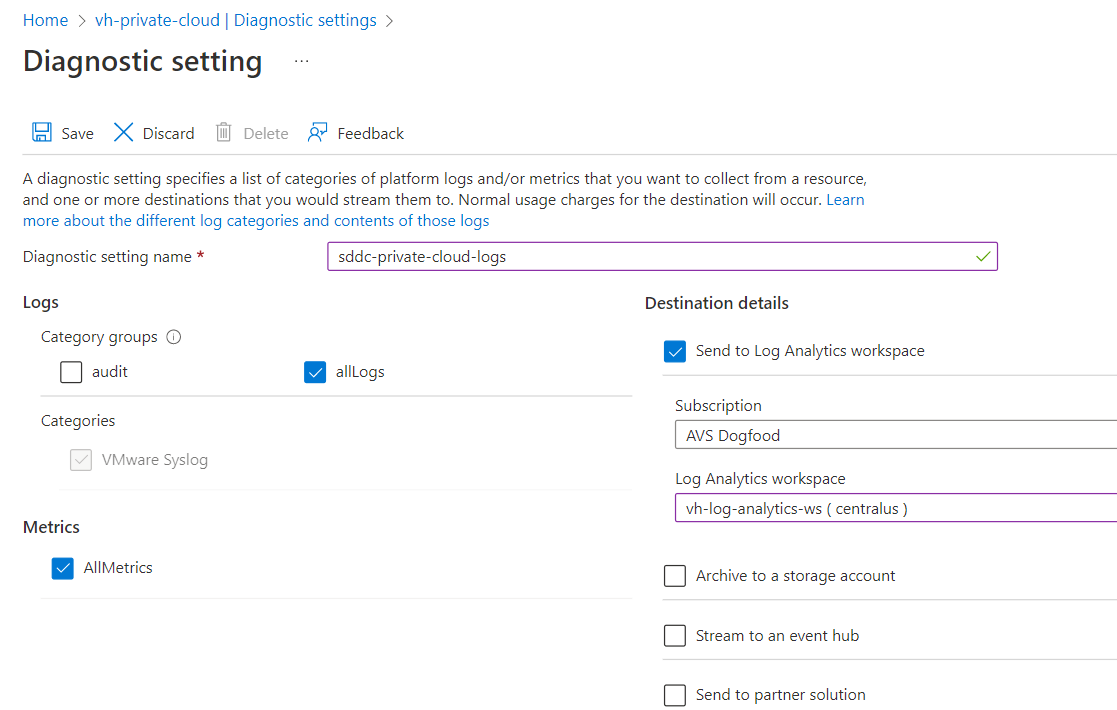 Home > vh-private-cloud | Diagnostic settings >
Diagnostic setting ...
Save Discard Delete Feedback
A diagnostic setting specifies a list of categories of platform logs and/or metrics that you want to collect from a resource,
and one or more destinations that you would stream them to. Normal usage charges for the destination will occur. Learn
more about the different log categories and contents of those logs
Diagnostic setting name *
sddc-private-cloud-logs
Logs
Category groups
audit
allLogs
Categories
VMware Syslog
Metrics
AllMetrics
Destination details
Send to Log Analytics workspace
Subscription
AVS Dogfood
Log Analytics workspace
vh-log-analytics-ws ( centralus )
Archive to a storage account
Stream to an event hub
Send to partner solution